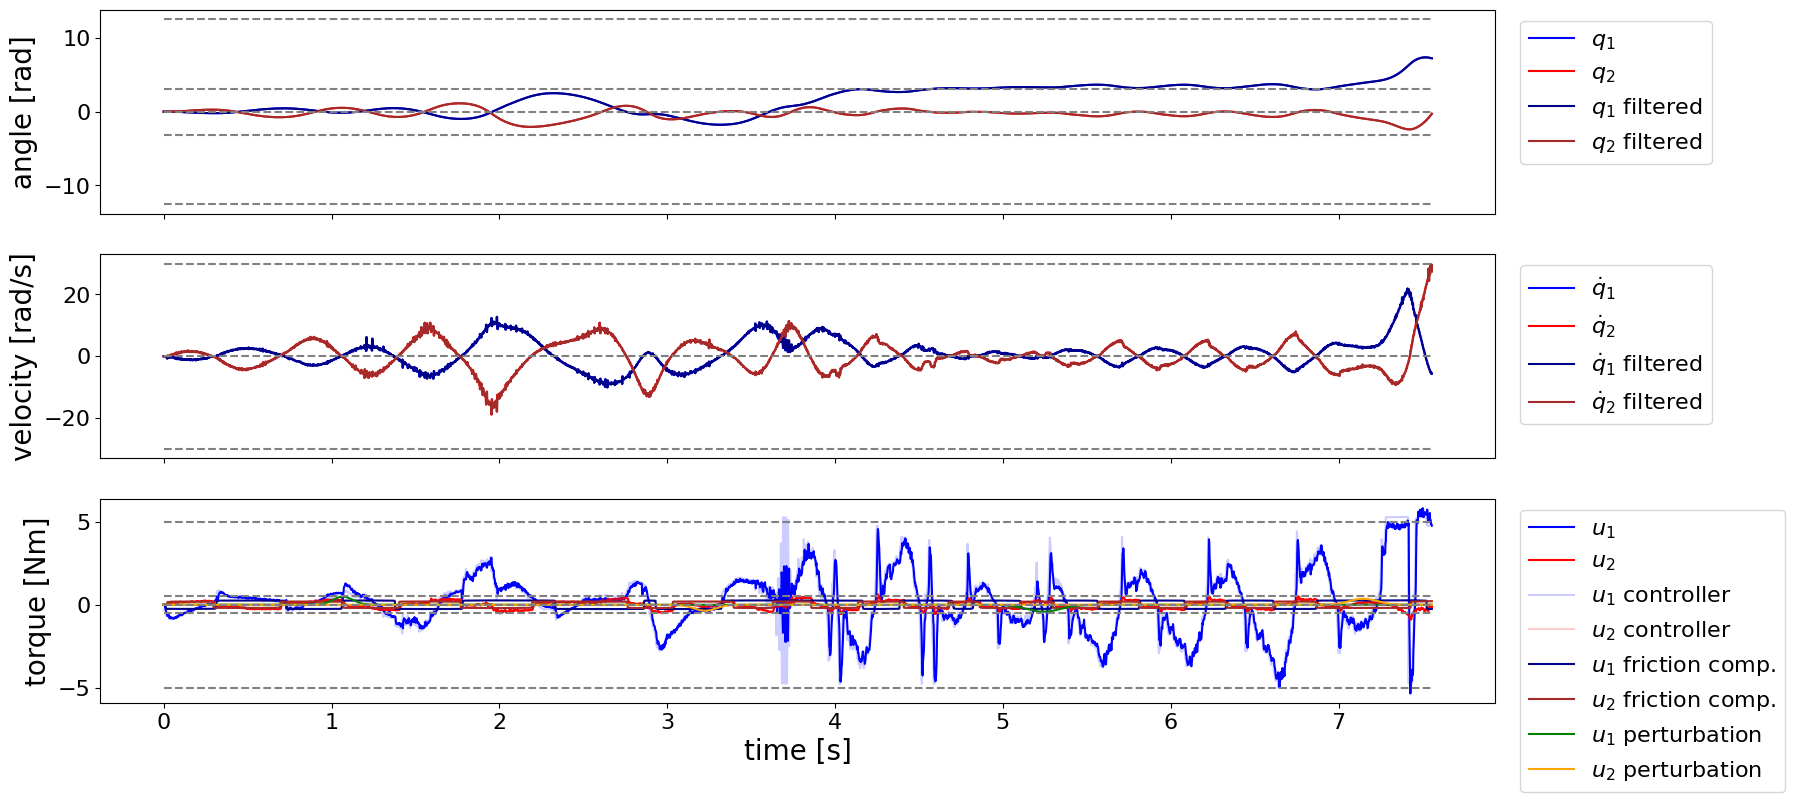 angle [rad]
10
0
−10
q₁
q₂
q₁ filtered
q₂ filtered
velocity [rad/s]
20
0
−20
q̇₁
q̇₂
q̇₁ filtered
q̇₂ filtered
torque [Nm]
5
0
−5
0 1 2 3 4 5 6 7
time [s]
u₁
u₂
u₁ controller
u₂ controller
u₁ friction comp.
u₂ friction comp.
u₁ perturbation
u₂ perturbation